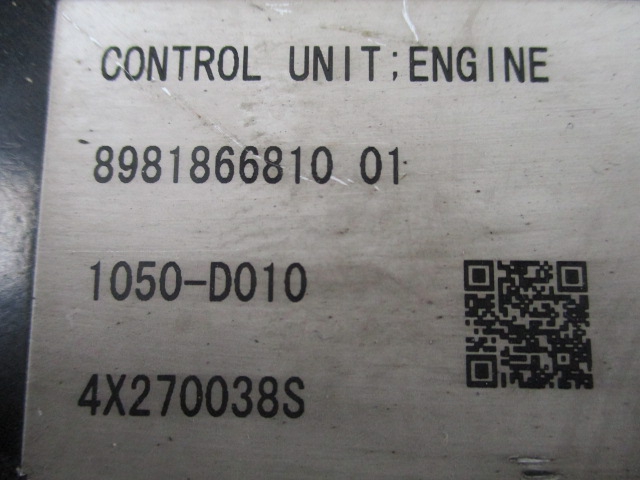 CONTROL UNIT;ENGINE
8981866810 01
1050-D010
4X270038S